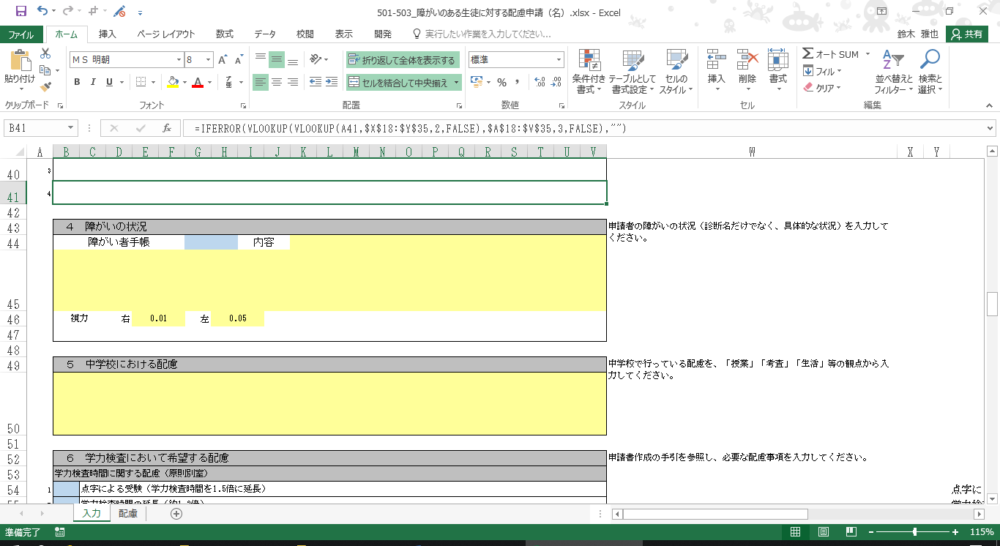 501-503_障がいのある生徒に対する配慮申請（名）.xlsx - Excel
ファイル ホーム 挿入 ページ レイアウト 数式 データ 校閲 表示 開発 実行したい作業を入力してください... 鈴木 雅也 共有
貼り付け
ＭＳ 明朝 8
B I U
折り返して全体を表示する
セルを結合して中央揃え
標準
条件付き書式 テーブルとして書式設定 セルのスタイル
挿入 削除 書式
オート SUM
フィル
クリア
並べ替えとフィルター 検索と選択
クリップボード フォント 配置 数値 スタイル セル 編集
B41 fx =IFERROR(VLOOKUP(VLOOKUP(A41,$X$18:$Y$35,2,FALSE),$A$18:$V$35,3,FALSE),"")
A B C D E F G H I J K L M N O P Q R S T U V W X Y
40 3
41 4
42
43 ４　障がいの状況 申請者の障がいの状況（診断名だけでなく、具体的な状況）を入力して
ください。
44 障がい者手帳 内容
45
46 視力 右 0.01 左 0.05
47
48
49 ５　中学校における配慮 中学校で行っている配慮を、「授業」「考査」「生活」等の観点から入
力してください。
50
51
52 ６　学力検査において希望する配慮 申請書作成の手引を参照し、必要な配慮事項を入力してください。
53 学力検査時間に関する配慮（原則別室）
54 1 点字による受験（学力検査時間を1.5倍に延長） 点字に
入力 配慮
準備完了 115%